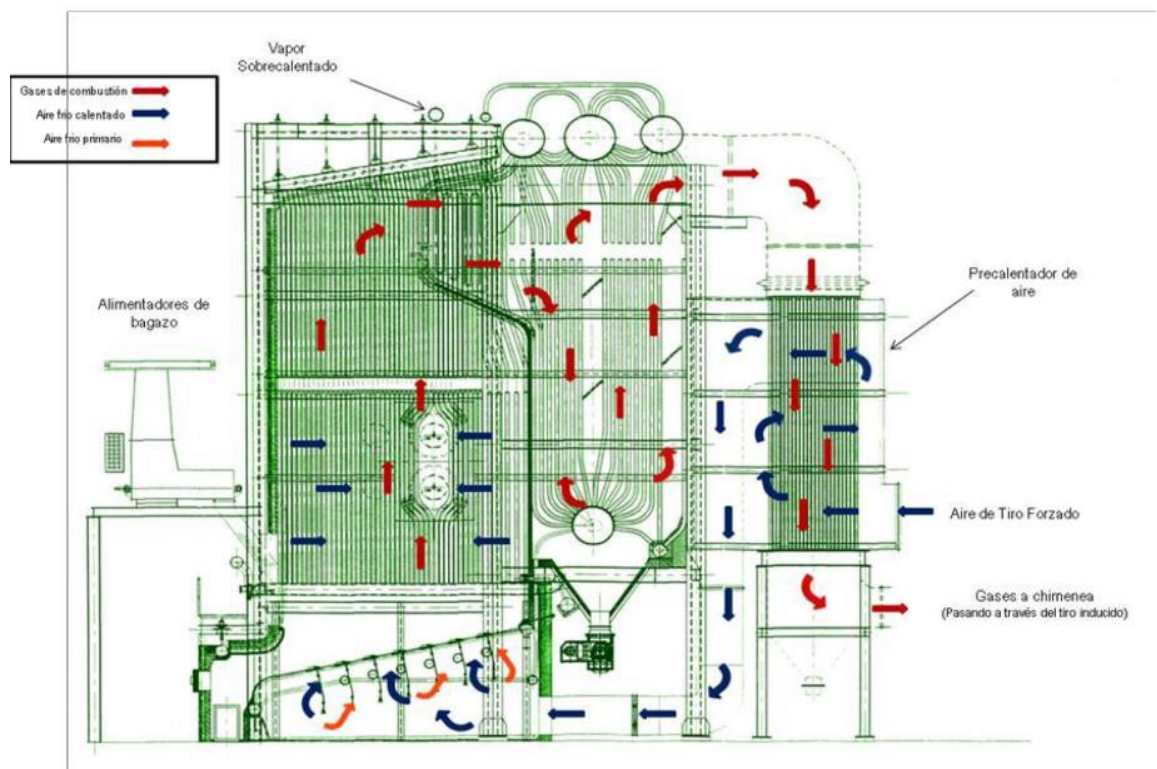 Vapor
Sobrecalentado
Gases de combustión
Aire frio calentado
Aire frio primario
Precalentador de
aire
Alimentadores de
bagazo
Aire de Tiro Forzado
Gases a chimenea
(Pasando a través del tiro inducido)